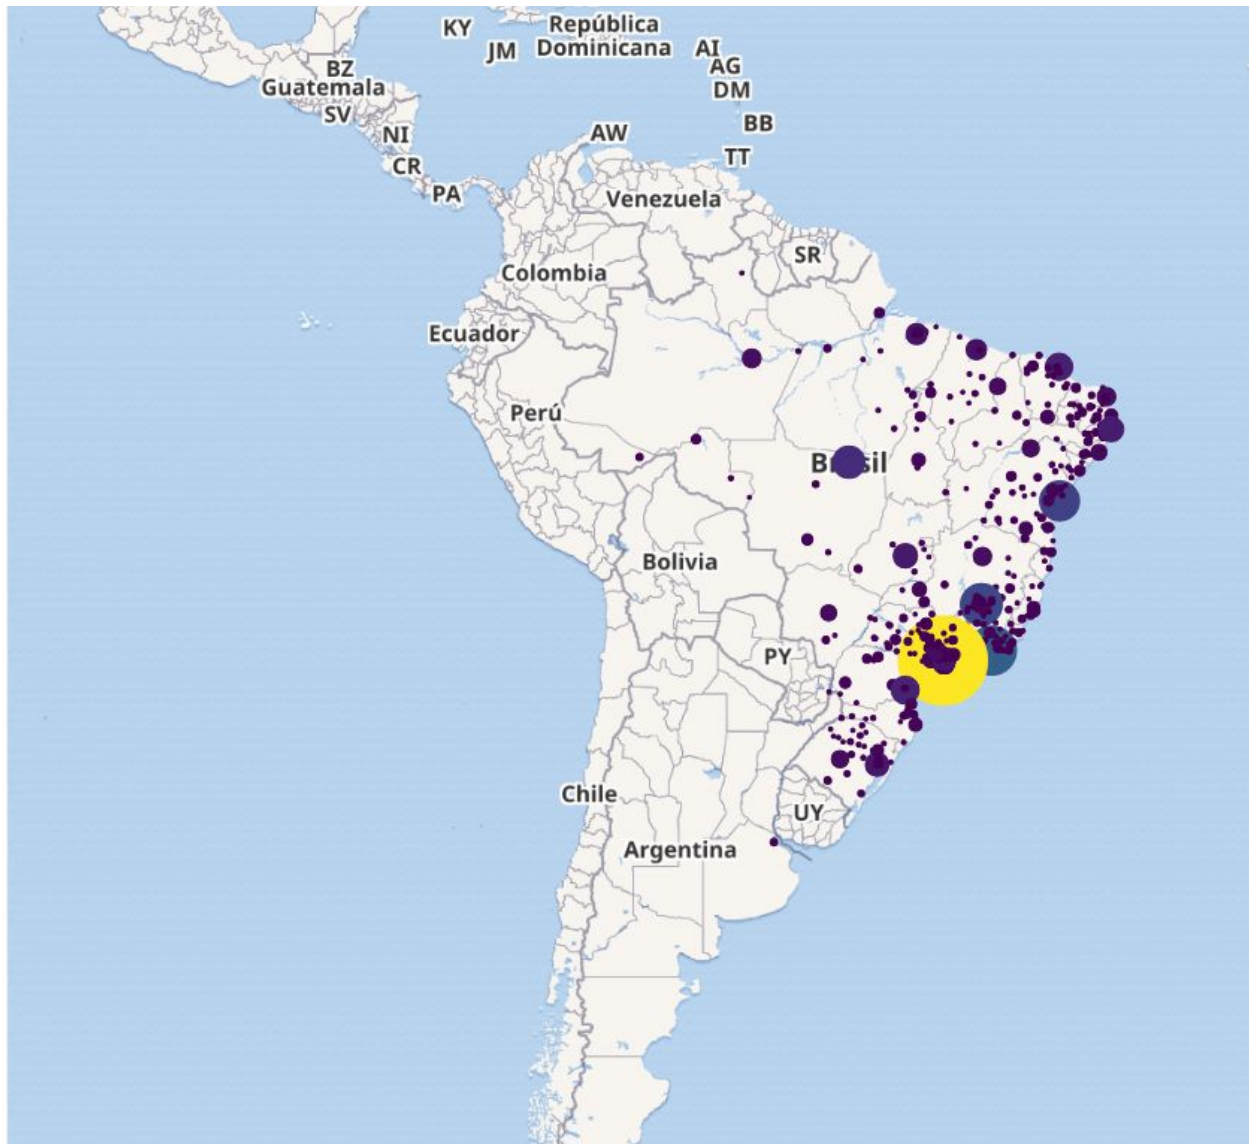 KY
República
Dominicana
JM
AI
AG
DM
BZ
Guatemala
SV
BB
NI
AW
CR
TT
PA
Venezuela
SR
Colombia
Ecuador
Perú
Brasil
Bolivia
PY
Chile
UY
Argentina